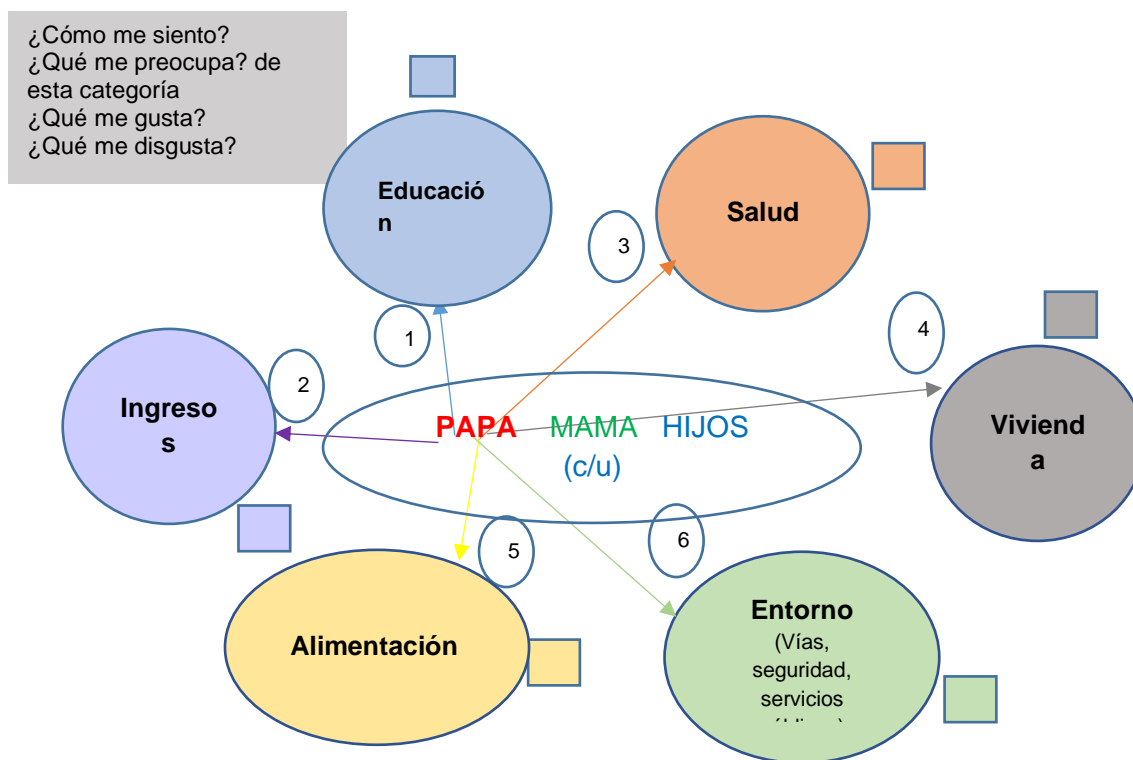 ¿Cómo me siento?
¿Qué me preocupa? de
esta categoría
¿Qué me gusta?
¿Qué me disgusta?
Educació
n
Salud
3
1
4
2
Ingreso
s
PAPA MAMA HIJOS
(c/u)
Viviend
a
5
6
Alimentación
Entorno
(Vías,
seguridad,
servicios